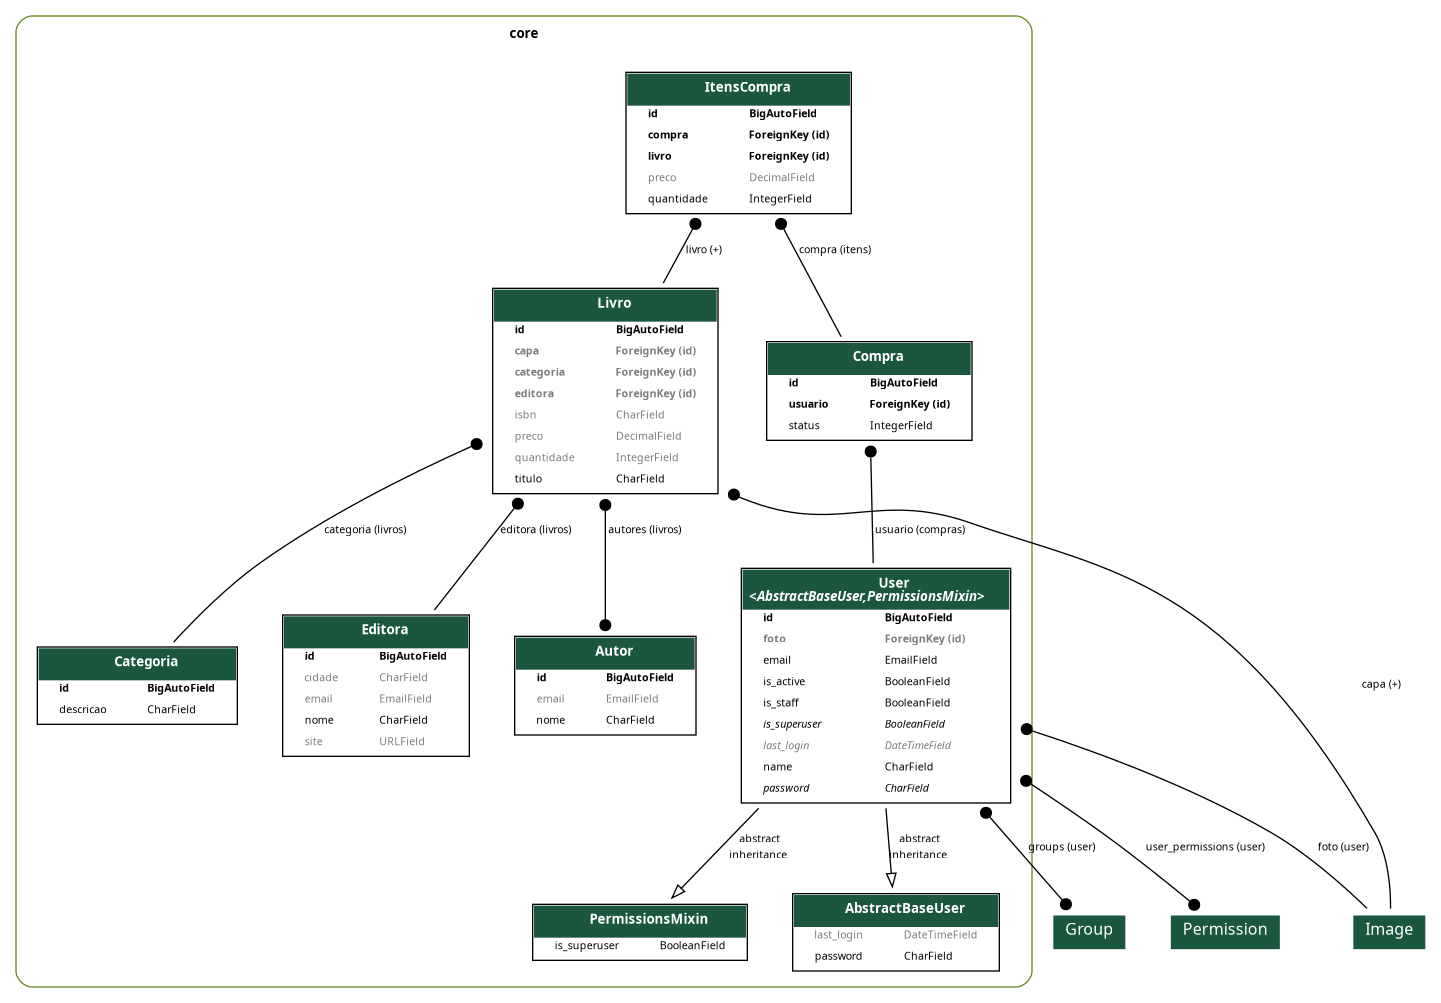 core
ItensCompra
id BigAutoField
compra ForeignKey (id)
livro ForeignKey (id)
preco DecimalField
quantidade IntegerField
livro (+)
compra (itens)
Livro
id BigAutoField
capa ForeignKey (id)
categoria ForeignKey (id)
editora ForeignKey (id)
isbn CharField
preco DecimalField
quantidade IntegerField
titulo CharField
Compra
id BigAutoField
usuario ForeignKey (id)
status IntegerField
categoria (livros)
editora (livros)
autores (livros)
usuario (compras)
capa (+)
Categoria
id BigAutoField
descricao CharField
Editora
id BigAutoField
cidade CharField
email EmailField
nome CharField
site URLField
Autor
id BigAutoField
email EmailField
nome CharField
User
<AbstractBaseUser,PermissionsMixin>
id BigAutoField
foto ForeignKey (id)
email EmailField
is_active BooleanField
is_staff BooleanField
is_superuser BooleanField
last_login DateTimeField
name CharField
password CharField
abstract
inheritance
abstract
inheritance
groups (user)
user_permissions (user)
foto (user)
PermissionsMixin
is_superuser BooleanField
AbstractBaseUser
last_login DateTimeField
password CharField
Group
Permission
Image